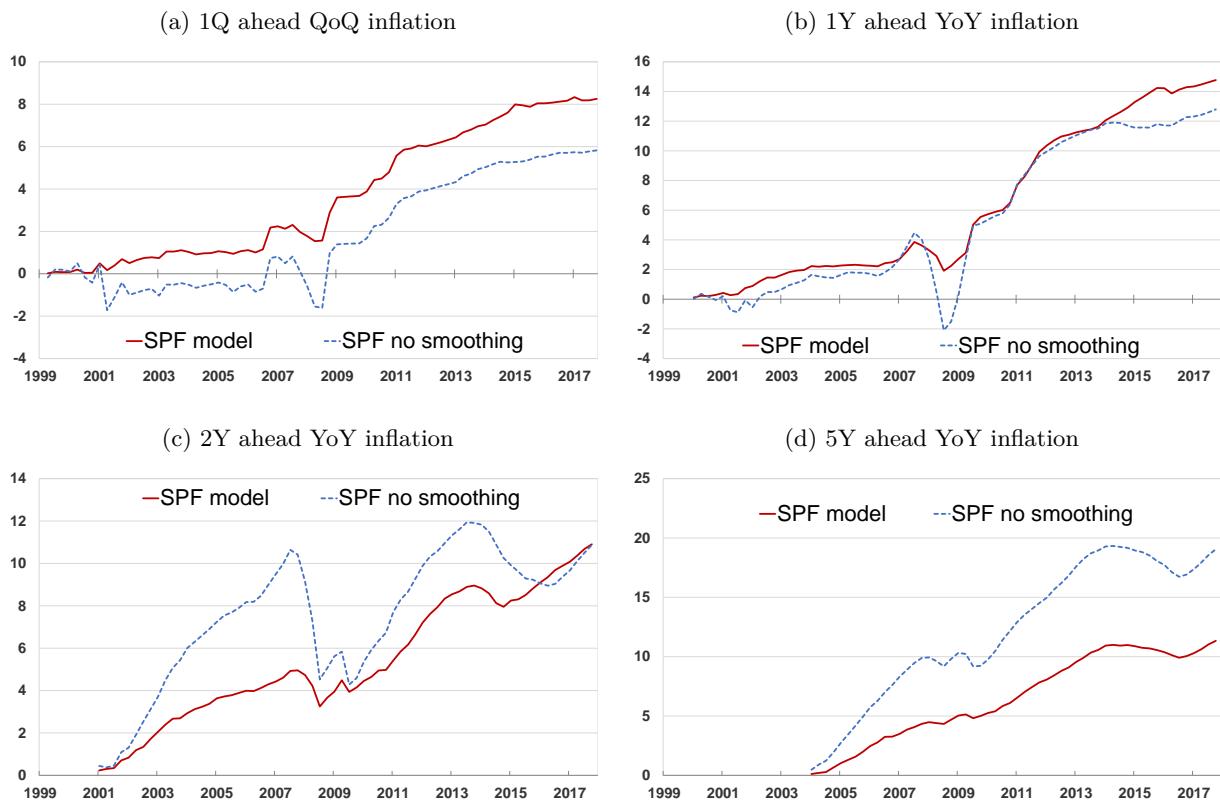 (a) 1Q ahead QoQ inflation
10
8
6
4
2
0
-2
-4
SPF model
SPF no smoothing
1999 2001 2003 2005 2007 2009 2011 2013 2015 2017
(b) 1Y ahead YoY inflation
16
14
12
10
8
6
4
2
0
-2
-4
SPF model
SPF no smoothing
1999 2001 2003 2005 2007 2009 2011 2013 2015 2017
(c) 2Y ahead YoY inflation
14
12
10
8
6
4
2
0
SPF model
SPF no smoothing
1999 2001 2003 2005 2007 2009 2011 2013 2015 2017
(d) 5Y ahead YoY inflation
25
20
15
10
5
0
SPF model
SPF no smoothing
1999 2001 2003 2005 2007 2009 2011 2013 2015 2017